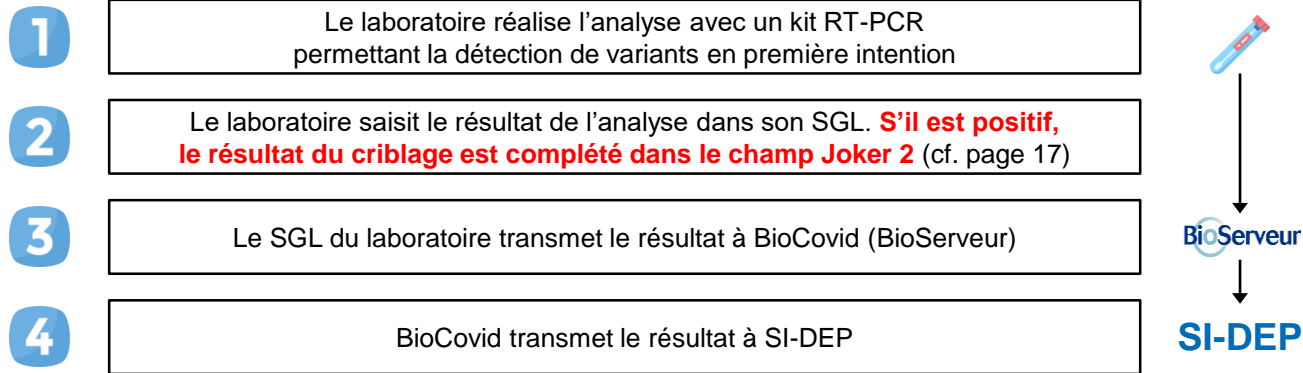 1
Le laboratoire réalise l’analyse avec un kit RT-PCR
permettant la détection de variants en première intention
2
Le laboratoire saisit le résultat de l’analyse dans son SGL. S’il est positif,
le résultat du criblage est complété dans le champ Joker 2 (cf. page 17)
3
Le SGL du laboratoire transmet le résultat à BioCovid (BioServeur)
BioServeur
4
BioCovid transmet le résultat à SI-DEP
SI-DEP